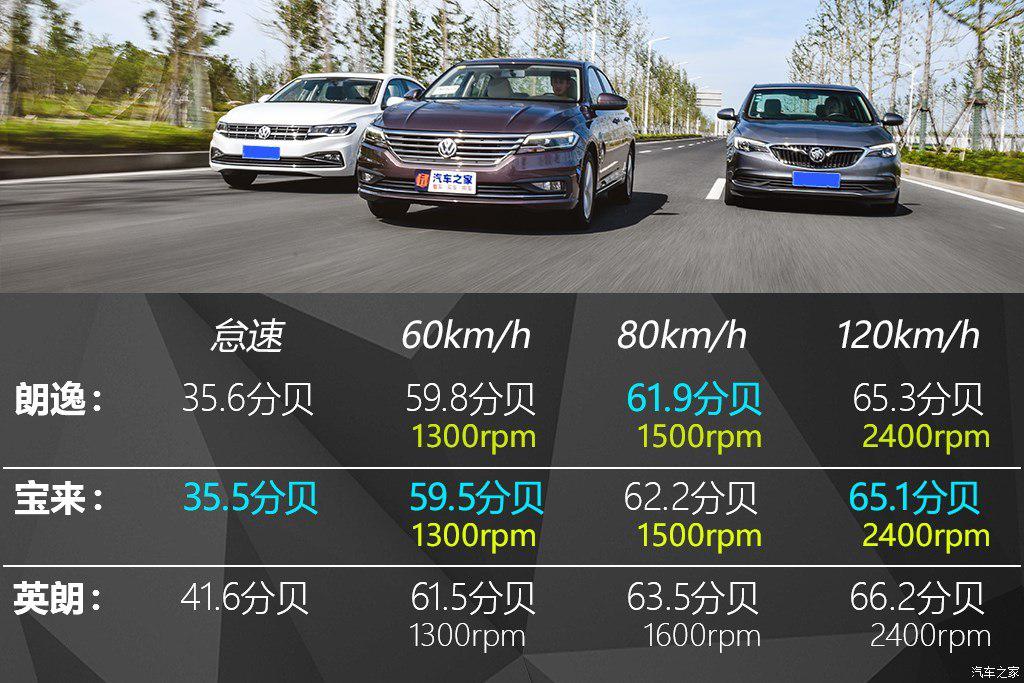 汽车之家
怠速 60km/h 80km/h 120km/h
朗逸： 35.6分贝 59.8分贝 61.9分贝 65.3分贝
1300rpm 1500rpm 2400rpm
宝来： 35.5分贝 59.5分贝 62.2分贝 65.1分贝
1300rpm 1500rpm 2400rpm
英朗： 41.6分贝 61.5分贝 63.5分贝 66.2分贝
1300rpm 1600rpm 2400rpm
汽车之家